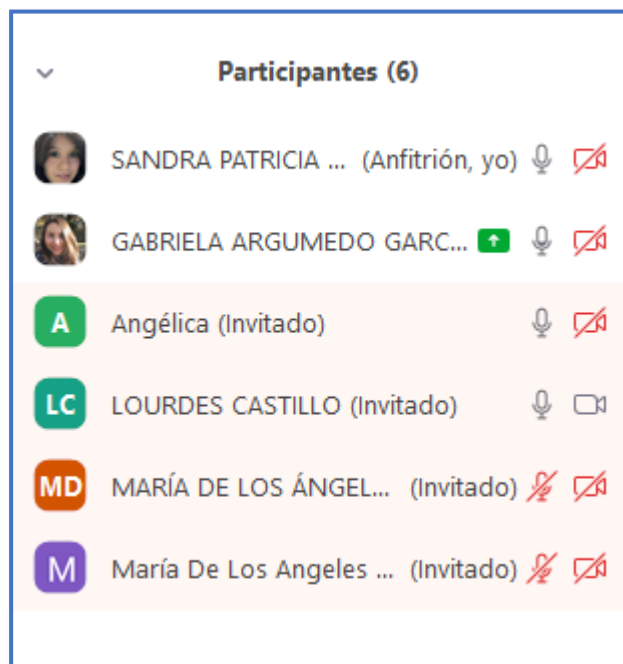 Participantes (6)
SANDRA PATRICIA ... (Anfitrión, yo)
GABRIELA ARGUMEDO GARC...
A Angélica (Invitado)
LC LOURDES CASTILLO (Invitado)
MD MARÍA DE LOS ÁNGEL... (Invitado)
M María De Los Angeles ... (Invitado)